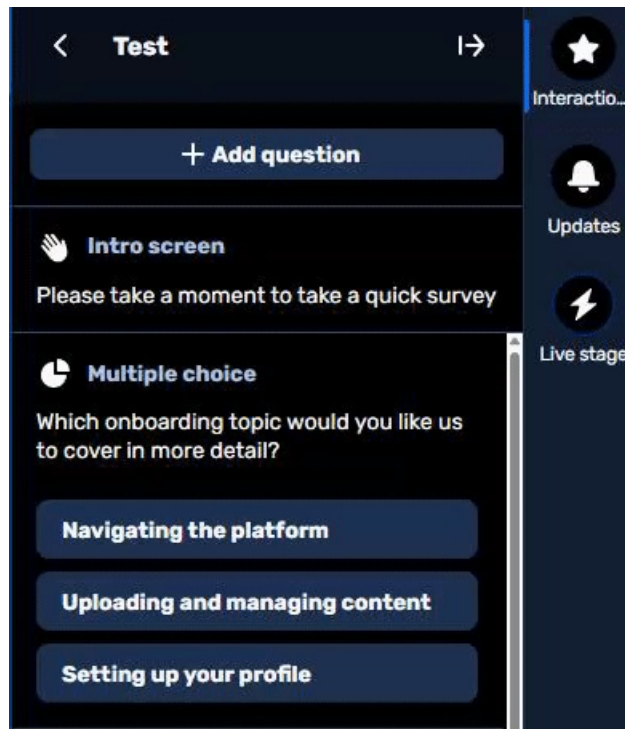 Test
+ Add question
Intro screen
Please take a moment to take a quick survey
Multiple choice
Which onboarding topic would you like us
to cover in more detail?
Navigating the platform
Uploading and managing content
Setting up your profile
Interactio...
Updates
Live stage